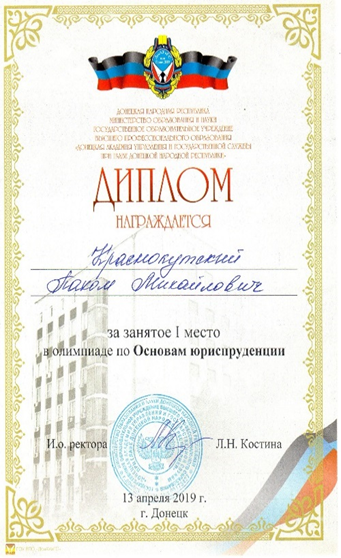 ДОНЕЦКАЯ НАРОДНАЯ РЕСПУБЛИКА
МИНИСТЕРСТВО ОБРАЗОВАНИЯ И НАУКИ
ГОСУДАРСТВЕННОЕ ОБРАЗОВАТЕЛЬНОЕ УЧРЕЖДЕНИЕ
ВЫСШЕГО ПРОФЕССИОНАЛЬНОГО ОБРАЗОВАНИЯ
«ДОНЕЦКАЯ АКАДЕМИЯ УПРАВЛЕНИЯ И ГОСУДАРСТВЕННОЙ СЛУЖБЫ
ПРИ ГЛАВЕ ДОНЕЦКОЙ НАРОДНОЙ РЕСПУБЛИКИ»
ДИПЛОМ
НАГРАЖДАЕТСЯ
Краснокутский
Пахом Михайлович
за занятое I место
в олимпиаде по Основам юриспруденции
И.о. ректора Л.Н. Костина
13 апреля 2019 г.
г. Донецк